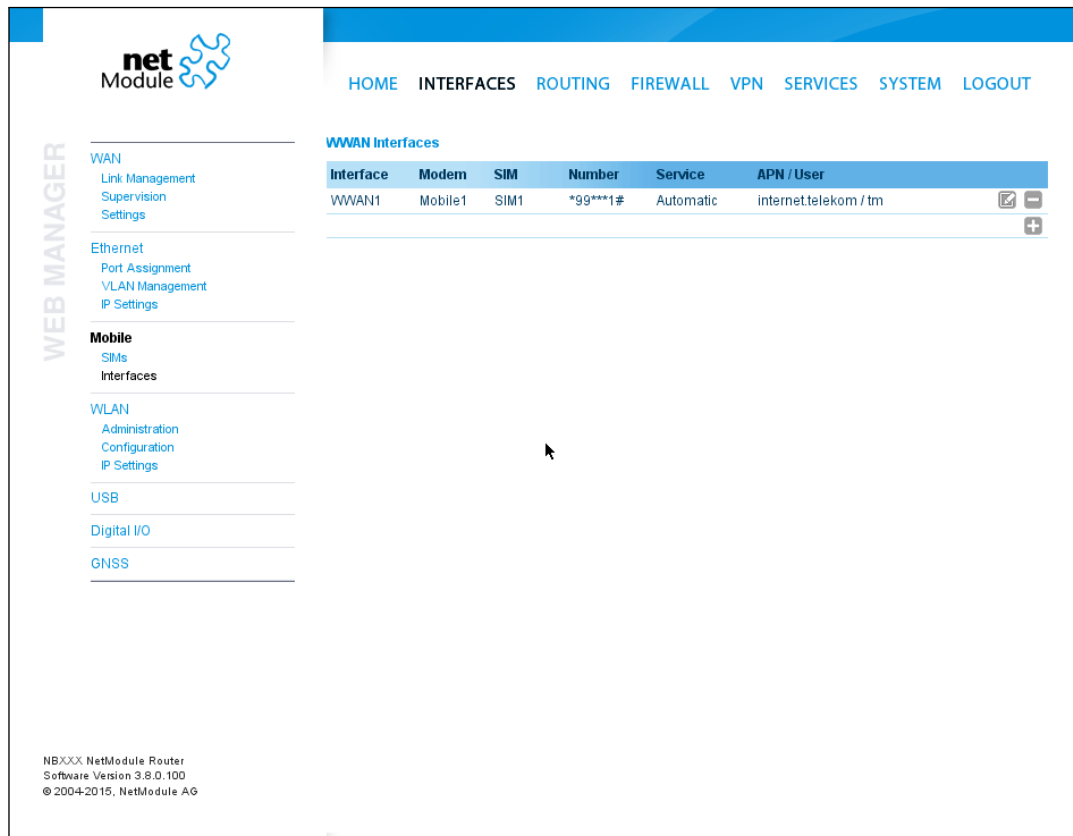 net
Module
HOME INTERFACES ROUTING FIREWALL VPN SERVICES SYSTEM LOGOUT
WEB MANAGER
WAN
Link Management
Supervision
Settings
Ethernet
Port Assignment
VLAN Management
IP Settings
Mobile
SIMs
Interfaces
WLAN
Administration
Configuration
IP Settings
USB
Digital I/O
GNSS
WWAN Interfaces
Interface Modem SIM Number Service APN / User
WWAN1 Mobile1 SIM1 *99***1# Automatic internet.telekom / tm
NBXXX NetModule Router
Software Version 3.8.0.100
© 2004-2015, NetModule AG